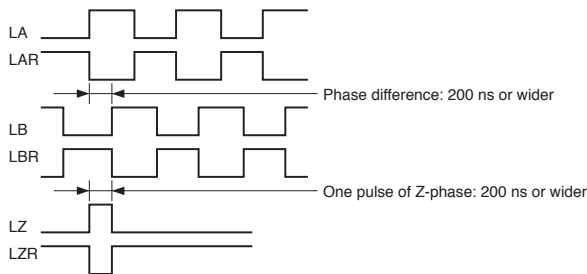 LA
LAR
Phase difference: 200 ns or wider
LB
LBR
One pulse of Z-phase: 200 ns or wider
LZ
LZR